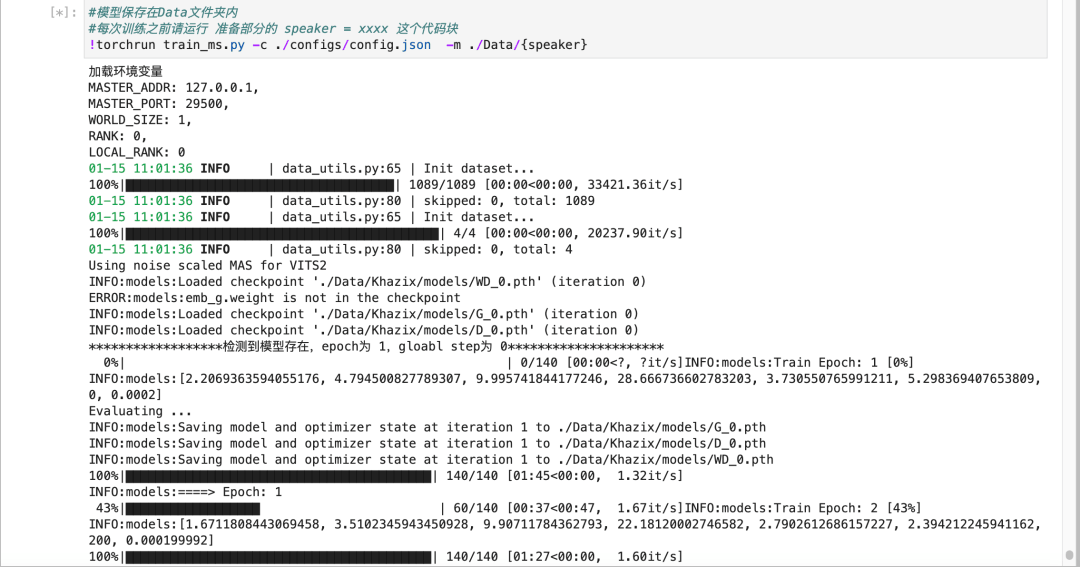 [*]: #模型保存在Data文件夹内
#每次训练之前请运行 准备部分的 speaker = xxxx 这个代码块
!torchrun train_ms.py -c ./configs/config.json  -m ./Data/{speaker}
加载环境变量
MASTER_ADDR: 127.0.0.1,
MASTER_PORT: 29500,
WORLD_SIZE: 1,
RANK: 0,
LOCAL_RANK: 0
01-15 11:01:36 INFO     | data_utils.py:65 | Init dataset...
100%|████████████████████████████████████| 1089/1089 [00:00<00:00, 33421.36it/s]
01-15 11:01:36 INFO     | data_utils.py:80 | skipped: 0, total: 1089
01-15 11:01:36 INFO     | data_utils.py:65 | Init dataset...
100%|██████████████████████████████████████████| 4/4 [00:00<00:00, 20237.90it/s]
01-15 11:01:36 INFO     | data_utils.py:80 | skipped: 0, total: 4
Using noise scaled MAS for VITS2
INFO:models:Loaded checkpoint './Data/Khazix/models/WD_0.pth' (iteration 0)
ERROR:models:emb_g.weight is not in the checkpoint
INFO:models:Loaded checkpoint './Data/Khazix/models/G_0.pth' (iteration 0)
INFO:models:Loaded checkpoint './Data/Khazix/models/D_0.pth' (iteration 0)
******************检测到模型存在，epoch为 1，gloabl step为 0*********************
  0%|                                                   | 0/140 [00:00<?, ?it/s]INFO:models:Train Epoch: 1 [0%]
INFO:models:[2.2069363594055176, 4.794500827789307, 9.995741844177246, 28.666736602783203, 3.730550765991211, 5.298369407653809,
0, 0.0002]
Evaluating ...
INFO:models:Saving model and optimizer state at iteration 1 to ./Data/Khazix/models/G_0.pth
INFO:models:Saving model and optimizer state at iteration 1 to ./Data/Khazix/models/D_0.pth
INFO:models:Saving model and optimizer state at iteration 1 to ./Data/Khazix/models/WD_0.pth
100%|█████████████████████████████████████████| 140/140 [01:45<00:00,  1.32it/s]
INFO:models:====> Epoch: 1
 43%|██████████████████                        | 60/140 [00:37<00:47,  1.67it/s]INFO:models:Train Epoch: 2 [43%]
INFO:models:[1.6711808443069458, 3.5102345943450928, 9.90711784362793, 22.18120002746582, 2.7902612686157227, 2.394212245941162,
200, 0.000199992]
100%|█████████████████████████████████████████| 140/140 [01:27<00:00,  1.60it/s]